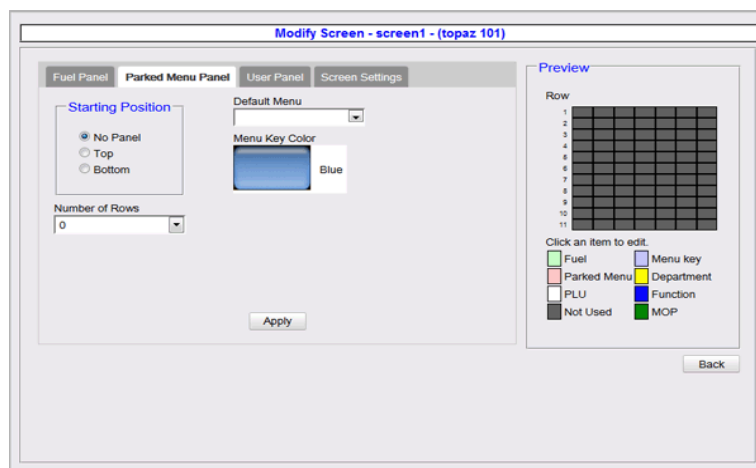 Modify Screen - screen1 - (topaz 101)
Fuel Panel Parked Menu Panel User Panel Screen Settings
Starting Position
No Panel
Top
Bottom
Default Menu
Menu Key Color
Blue
Number of Rows
0
Apply
Preview
Row
1
2
3
4
5
6
7
8
9
10
11
Click an item to edit.
Fuel Menu key
Parked Menu Department
PLU Function
Not Used MOP
Back